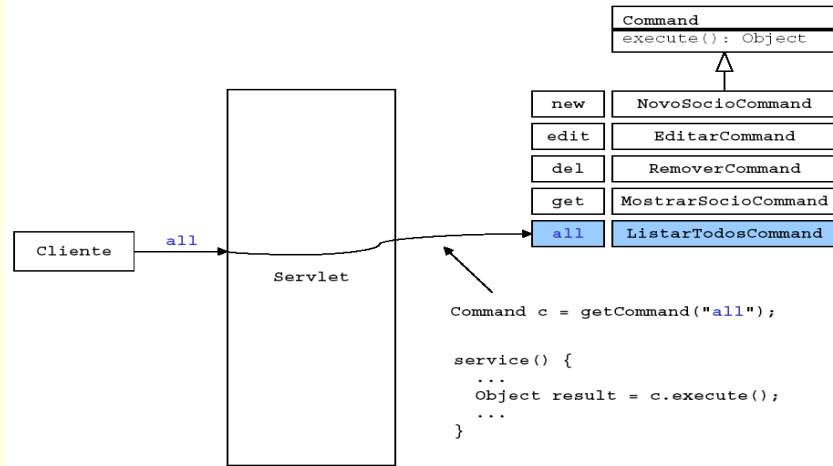 Command
execute(): Object
new NovoSocioCommand
edit EditarCommand
del RemoverCommand
get MostrarSocioCommand
all ListarTodosCommand
all
Cliente
Servlet
Command c = getCommand("all");
service() {
...
Object result = c.execute();
...
}